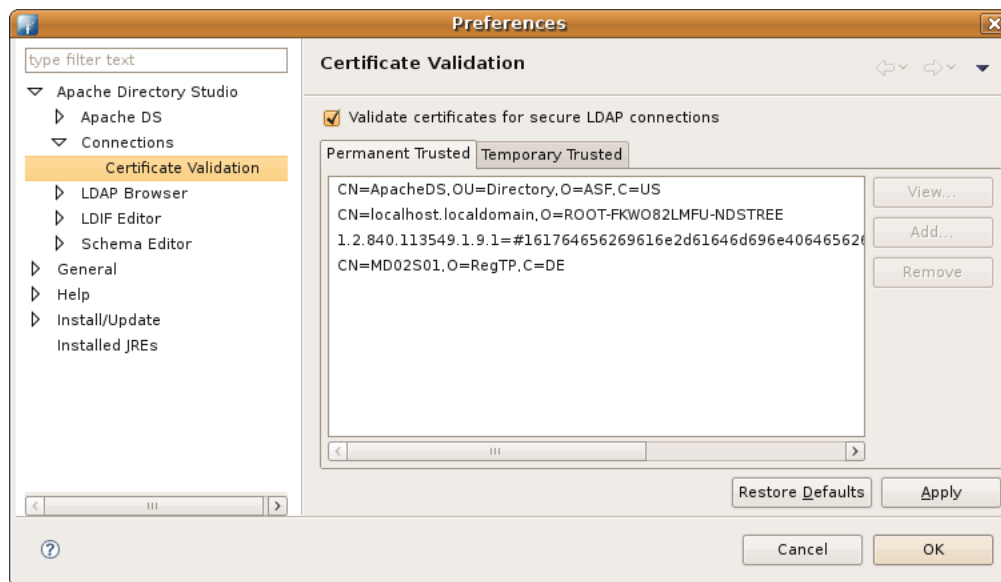 Preferences
type filter text
Apache Directory Studio
Apache DS
Connections
Certificate Validation
LDAP Browser
LDIF Editor
Schema Editor
General
Help
Install/Update
Installed JREs
Certificate Validation
Validate certificates for secure LDAP connections
Permanent Trusted
Temporary Trusted
CN=ApacheDS,OU=Directory,O=ASF,C=US
CN=localhost.localdomain,O=ROOT-FKWO82LMFU-NDSTREE
1.2.840.113549.1.9.1=#161764656269616e2d61646d696e406465626
CN=MD02S01,O=RegTP,C=DE
View...
Add...
Remove
Restore Defaults
Apply
Cancel
OK